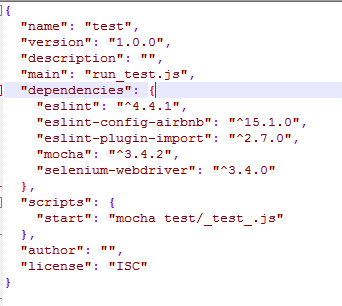 {
"name": "test",
"version": "1.0.0",
"description": "",
"main": "run_test.js",
"dependencies": {
"eslint": "^4.4.1",
"eslint-config-airbnb": "^15.1.0",
"eslint-plugin-import": "^2.7.0",
"mocha": "^3.4.2",
"selenium-webdriver": "^3.4.0"
},
"scripts": {
"start": "mocha test/_test_.js"
},
"author": "",
"license": "ISC"
}